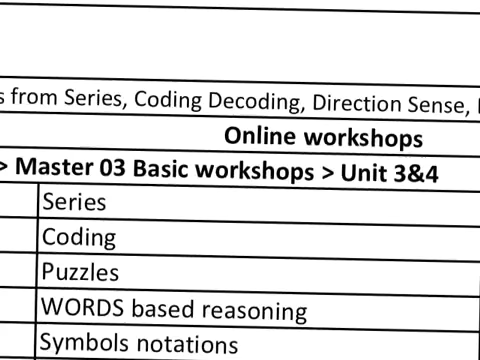 s from Series, Coding Decoding, Direction Sense,
Online workshops
> Master 03 Basic workshops > Unit 3&4
Series
Coding
Puzzles
WORDS based reasoning
Symbols notations